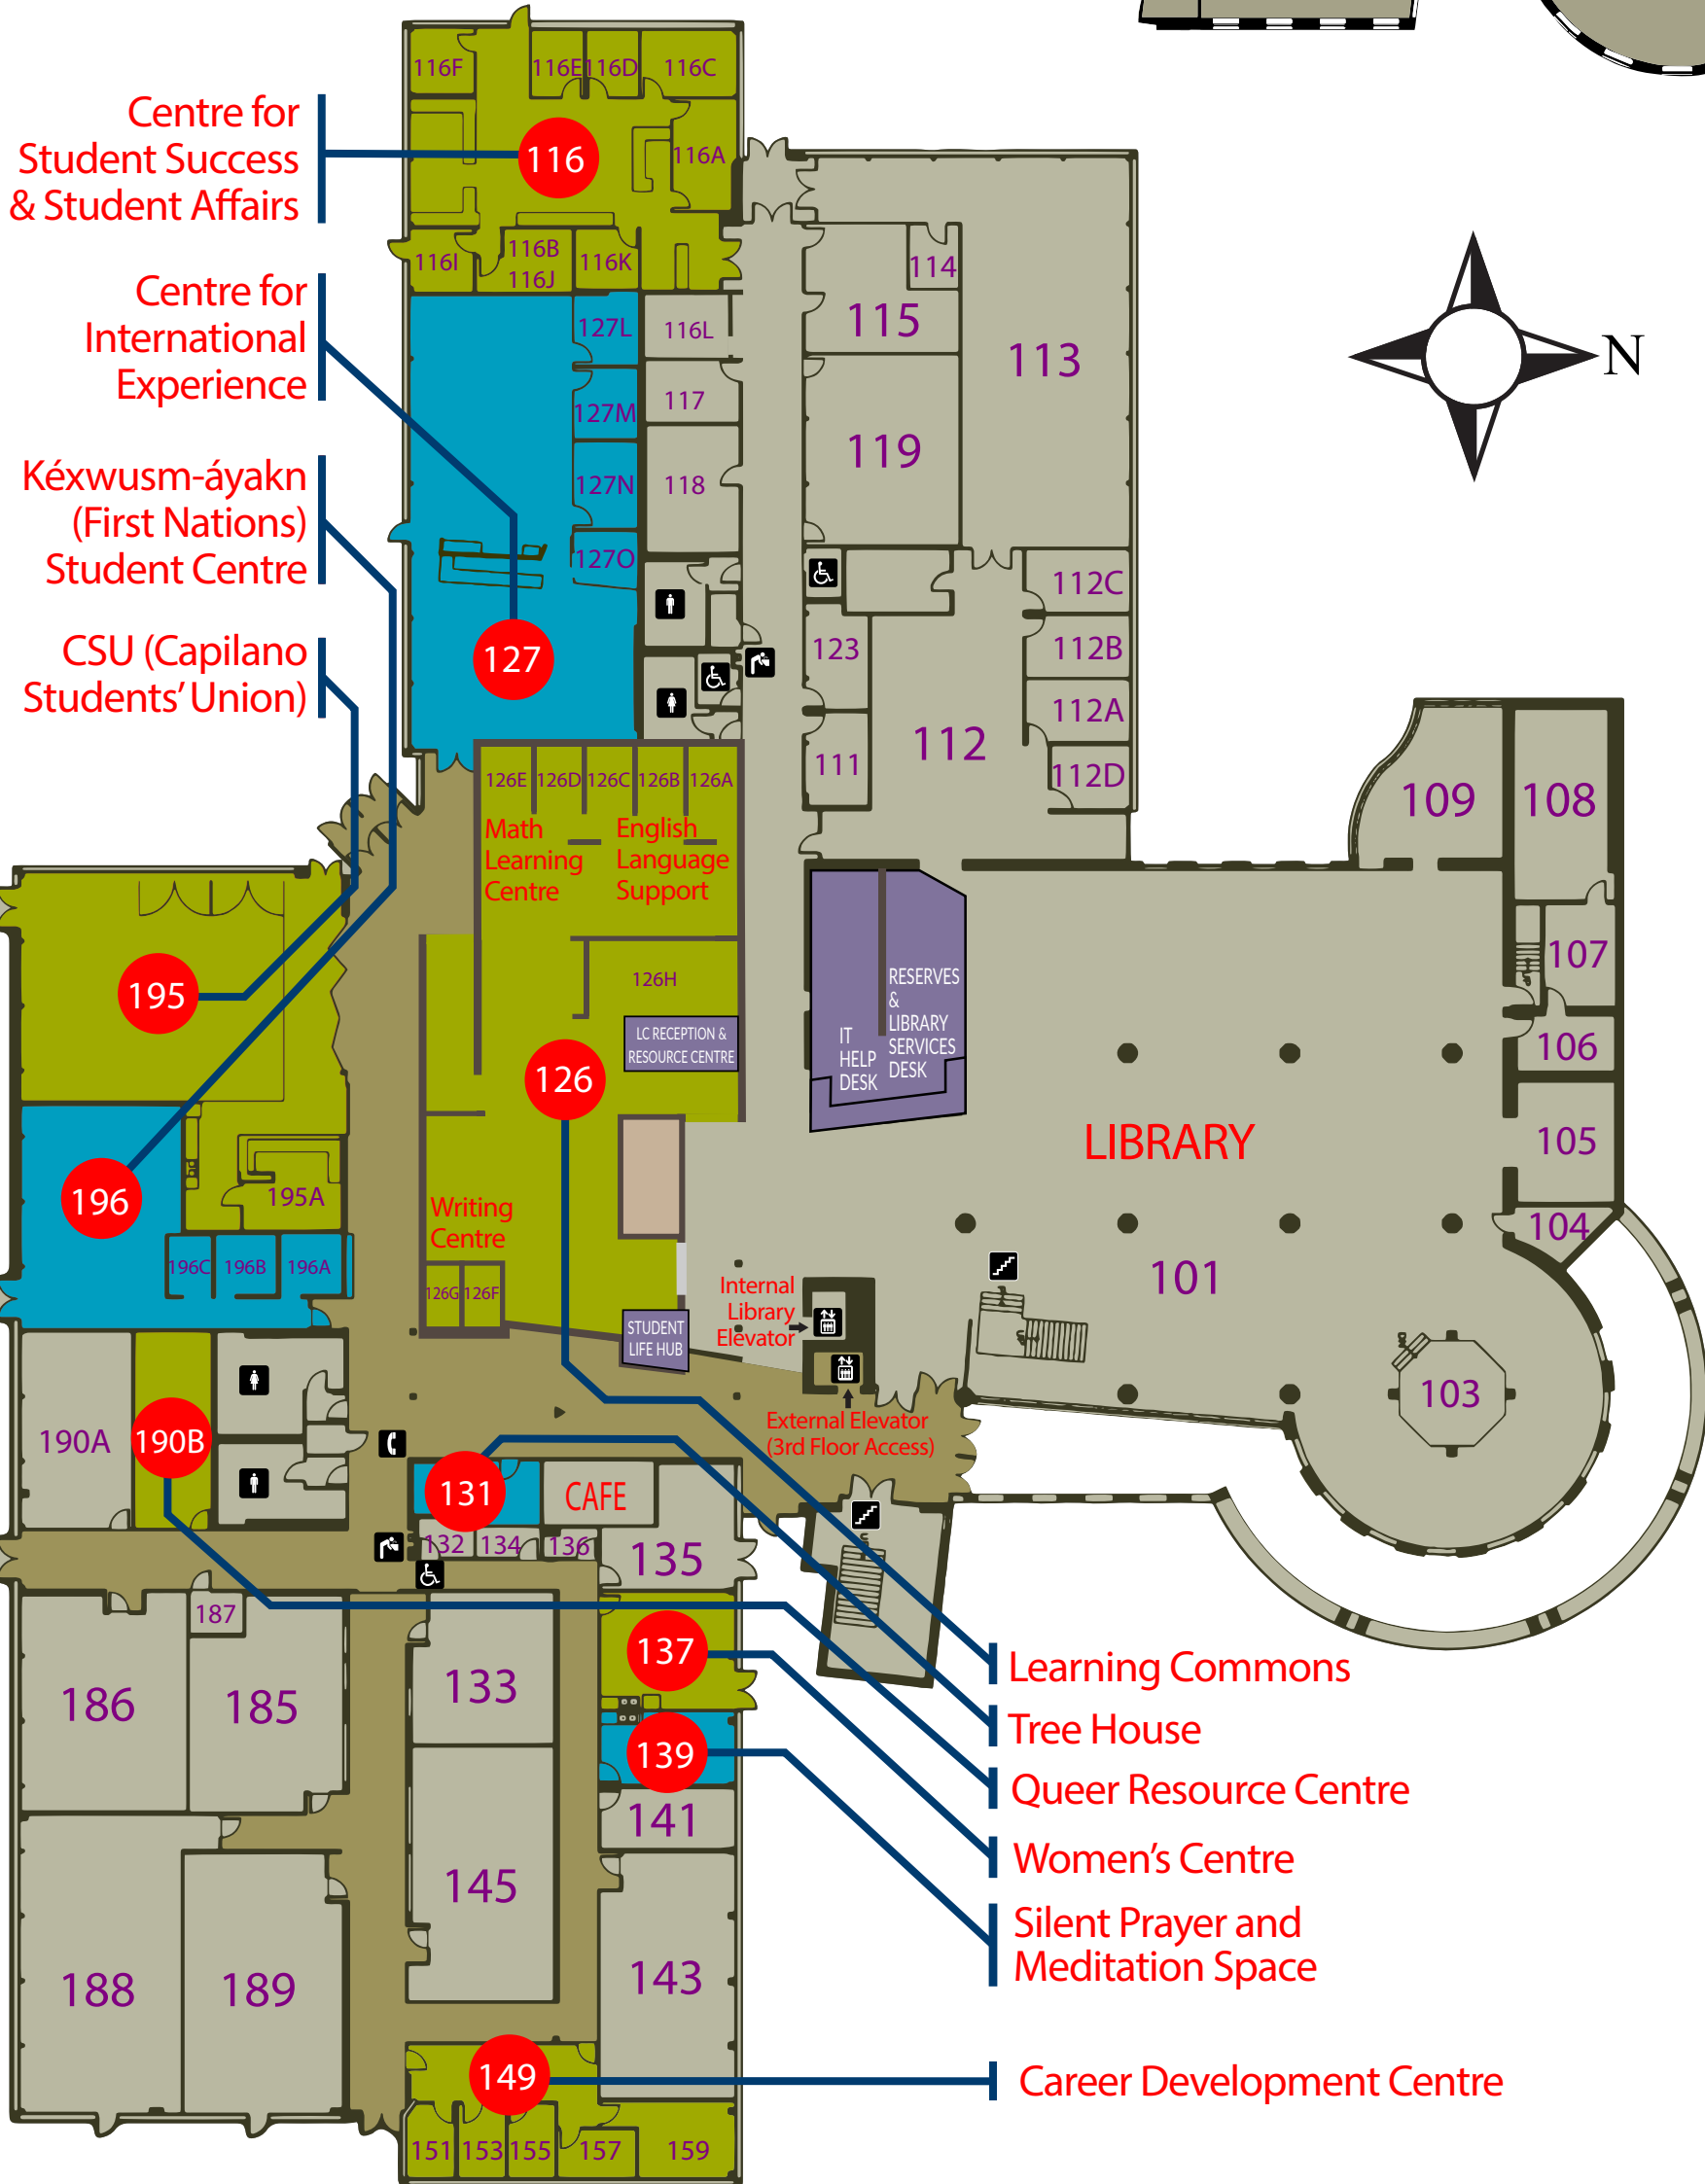 116F
116E
116D
116C
Centre for
Student Success
& Student Affairs
116
116A
116I
116B
116J
116K
114
115
113
N
Centre for
International
Experience
127L
116L
127M
117
119
127N
118
127O
Kéxwusm-áyakn
(First Nations)
Student Centre
112C
123
112B
127
CSU (Capilano
Students' Union)
112A
112
111
112D
109
108
126E
126D
126C
126B
126A
Math
Learning
Centre
English
Language
Support
107
195
126H
RESERVES
&
LIBRARY
SERVICES
DESK
IT
HELP
DESK
LC RECEPTION &
RESOURCE CENTRE
106
126
LIBRARY
105
196
195A
Writing
Centre
104
196C
196B
196A
101
126G
126F
Internal
Library
Elevator
STUDENT
LIFE HUB
103
External Elevator
(3rd Floor Access)
190A
190B
131
CAFE
132
134
136
135
187
186
185
133
137
Learning Commons
Tree House
139
Queer Resource Centre
141
Women's Centre
145
Silent Prayer and
Meditation Space
188
189
143
149
Career Development Centre
151
153
155
157
159